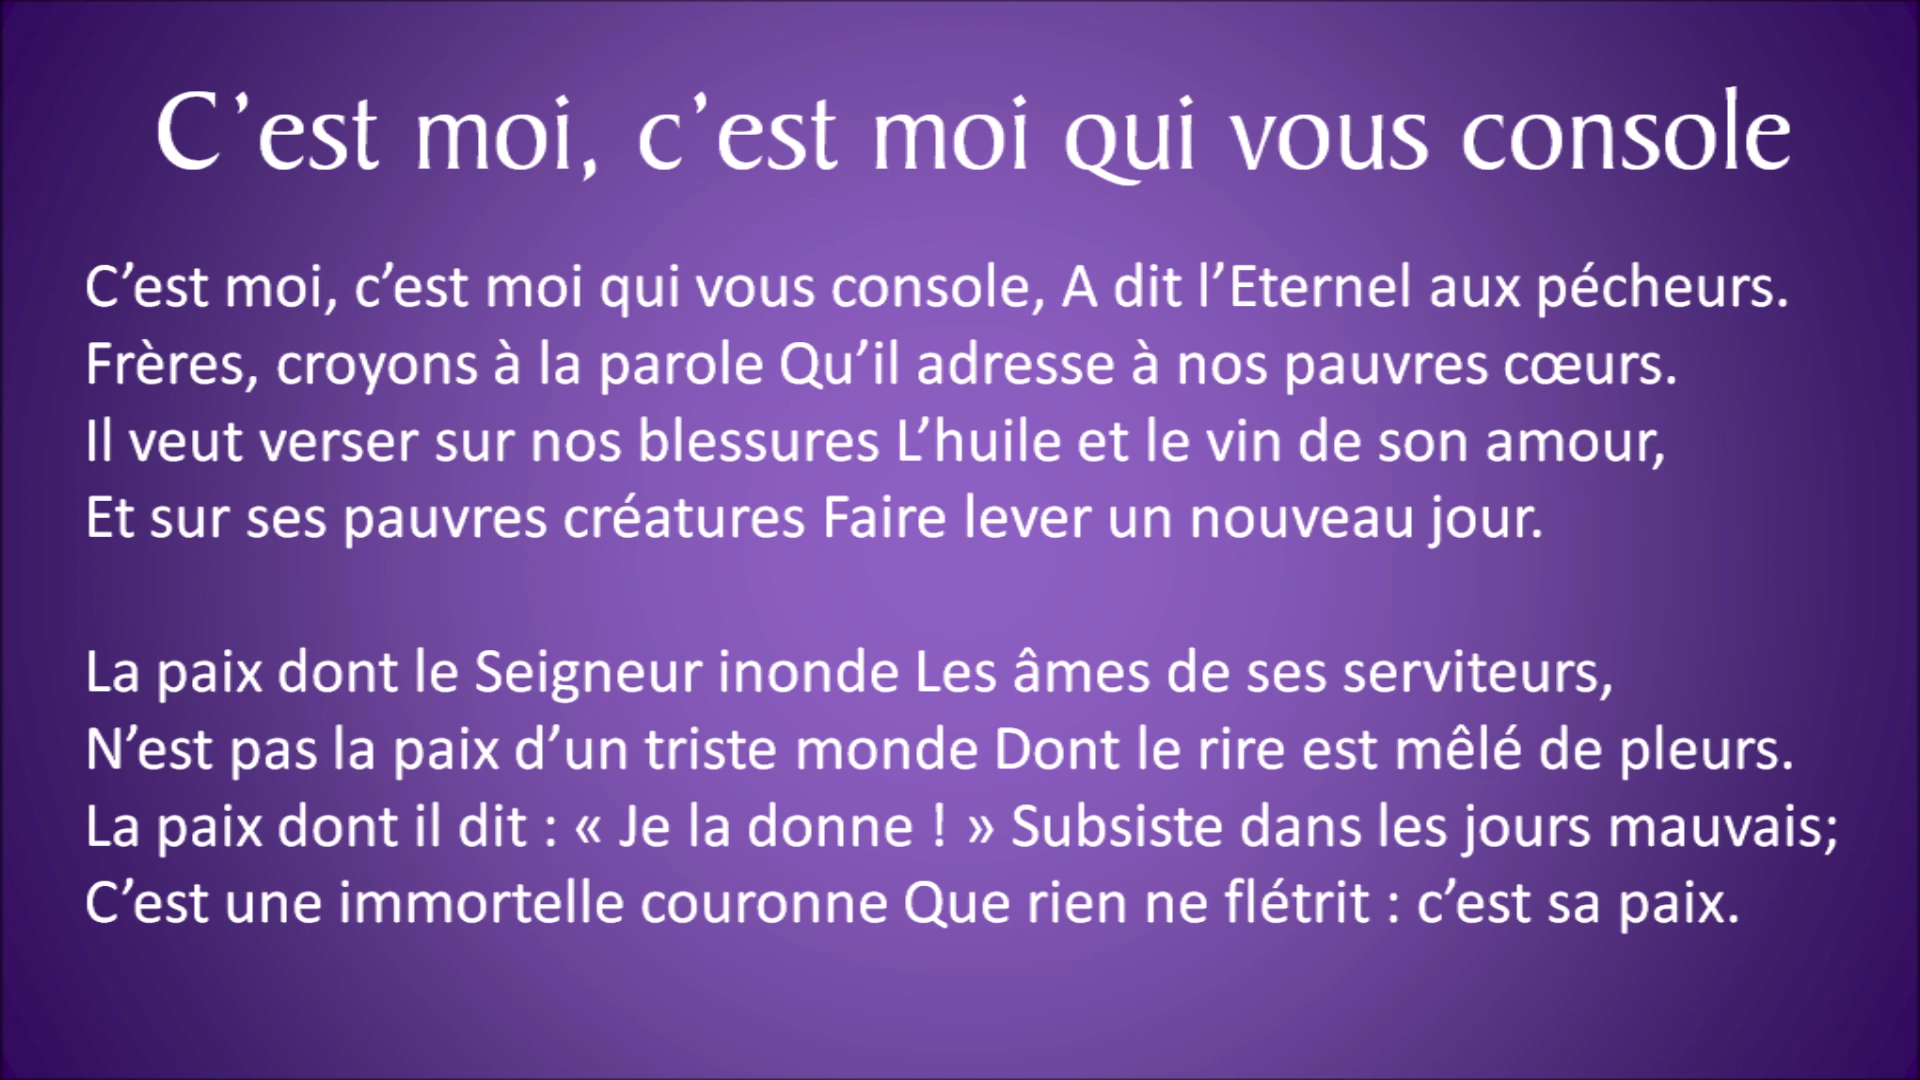 C’est moi, c’est moi qui vous console
C’est moi, c’est moi qui vous console, A dit l’Eternel aux pécheurs.
Frères, croyons à la parole Qu’il adresse à nos pauvres cœurs.
Il veut verser sur nos blessures L’huile et le vin de son amour,
Et sur ses pauvres créatures Faire lever un nouveau jour.
La paix dont le Seigneur inonde Les âmes de ses serviteurs,
N’est pas la paix d’un triste monde Dont le rire est mêlé de pleurs.
La paix dont il dit : « Je la donne ! » Subsiste dans les jours mauvais;
C’est une immortelle couronne Que rien ne flétrit : c’est sa paix.